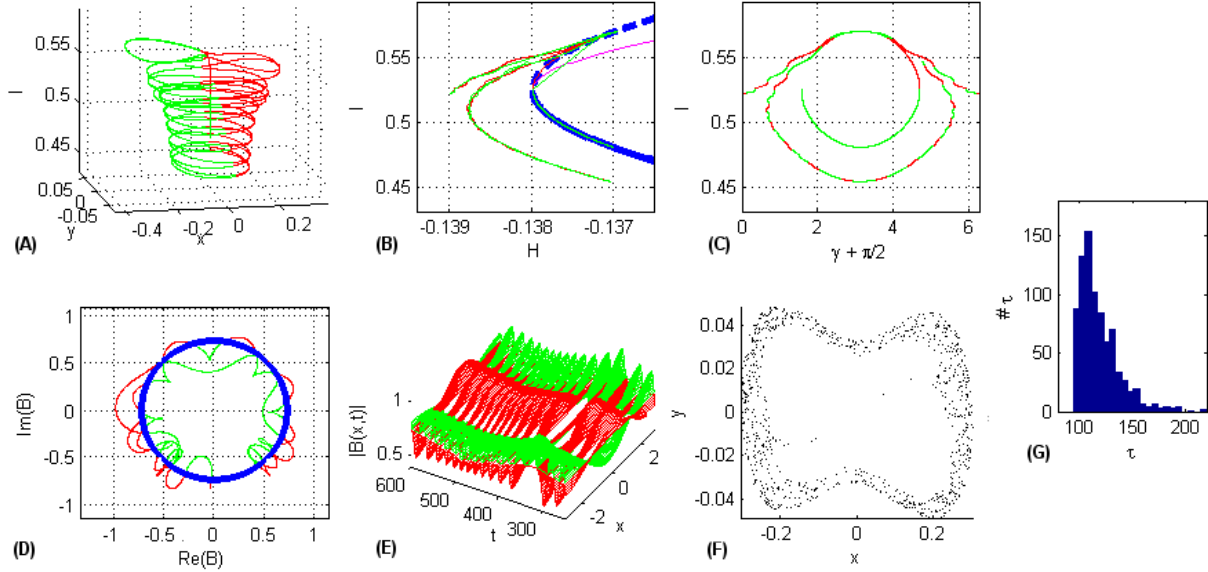 0.55
0.5
0.45
I
0.05
0
-0.05
y
-0.4
-0.2
x
0
0.2
(A)
0.55
0.5
0.45
I
-0.139
-0.138
-0.137
H
(B)
0.55
0.5
0.45
I
0
2
4
6
γ + π/2
(C)
1
0.5
0
-0.5
-1
Im(B)
-1
-0.5
0
0.5
1
Re(B)
(D)
1
0.5
|B(x,t)|
600
500
400
300
t
-2
0
2
x
(E)
0.04
0.02
0
-0.02
-0.04
y
-0.2
0
0.2
x
(F)
150
100
50
0
# τ
100
150
200
τ
(G)